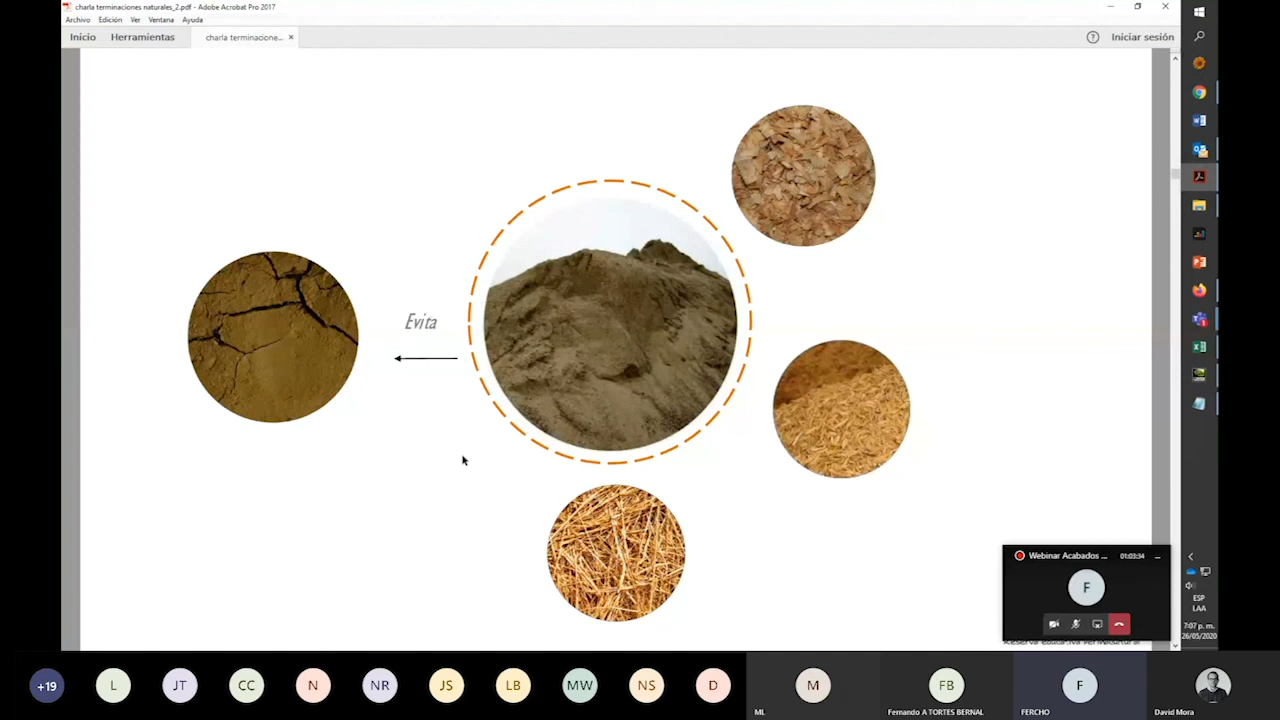 charla terminaciones naturales_2.pdf - Adobe Acrobat Pro 2017
Archivo Edición Ver Ventana Ayuda
Inicio Herramientas charla terminacione... × ? Iniciar sesión
Evita
Webinar Acabados ... 01:03:34
F
ESP
LAA
7:07 p. m.
26/05/2020
+19 L JT CC N NR JS LB MW NS D M FB F
ML Fernando A TORTES BERNAL FERCHO David Mora